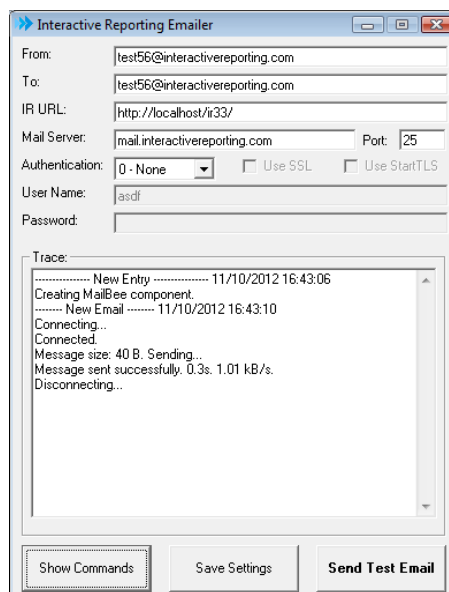 Interactive Reporting Emailer
From: test56@interactivereporting.com
To: test56@interactivereporting.com
IR URL: http://localhost/ir33/
Mail Server: mail.interactivereporting.com Port: 25
Authentication: 0 - None Use SSL Use StartTLS
User Name: asdf
Password:
Trace:
--------------- New Entry --------------- 11/10/2012 16:43:06
Creating MailBee component.
-------- New Email -------- 11/10/2012 16:43:10
Connecting...
Connected.
Message size: 40 B. Sending...
Message sent successfully. 0.3s. 1.01 kB/s.
Disconnecting...
Show Commands Save Settings Send Test Email